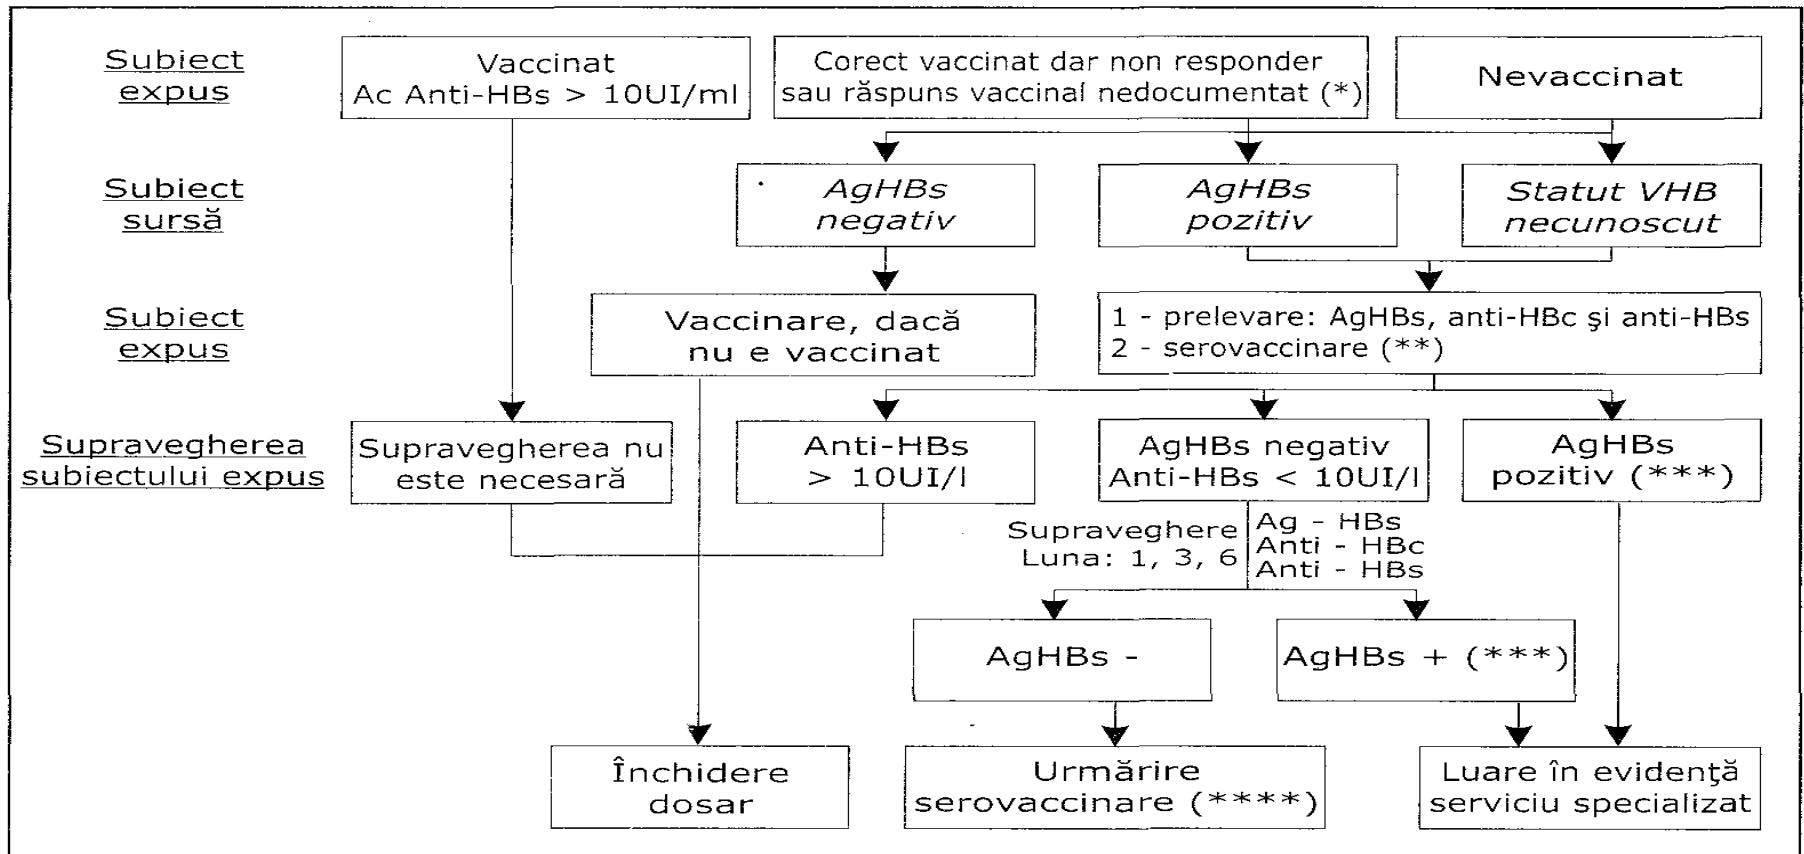 Subiect
expus
Vaccinat
Ac Anti-HBs > 10UI/ml
Corect vaccinat dar non responder
sau răspuns vaccinal nedocumentat (*)
Nevaccinat
Subiect
sursă
AgHBs
negativ
AgHBs
pozitiv
Statut VHB
necunoscut
Subiect
expus
Vaccinare, dacă
nu e vaccinat
1 - prelevare: AgHBs, anti-HBc şi anti-HBs
2 - serovaccinare (**)
Supravegherea
subiectului expus
Supravegherea nu
este necesară
Anti-HBs
> 10UI/l
AgHBs negativ
Anti-HBs < 10UI/l
AgHBs
pozitiv (***)
Supraveghere
Luna: 1, 3, 6
Ag - HBs
Anti - HBc
Anti - HBs
AgHBs -
AgHBs + (***)
Închidere
dosar
Urmărire
serovaccinare (****)
Luare în evidenţă
serviciu specializat